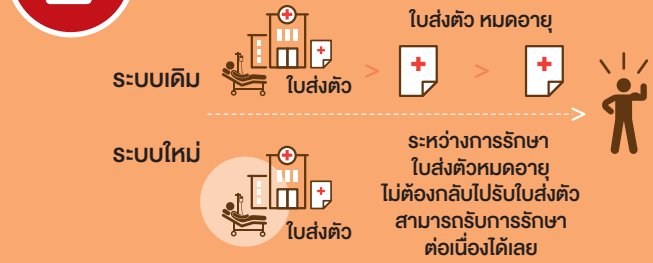 ใบส่งตัว หมดอายุ
ระบบเดิม
ใบส่งตัว
ระบบใหม่
ใบส่งตัว
ระหว่างการรักษา
ใบส่งตัวหมดอายุ
ไม่ต้องกลับไปรับใบส่งตัว
สามารถรับการรักษา
ต่อเนื่องได้เลย